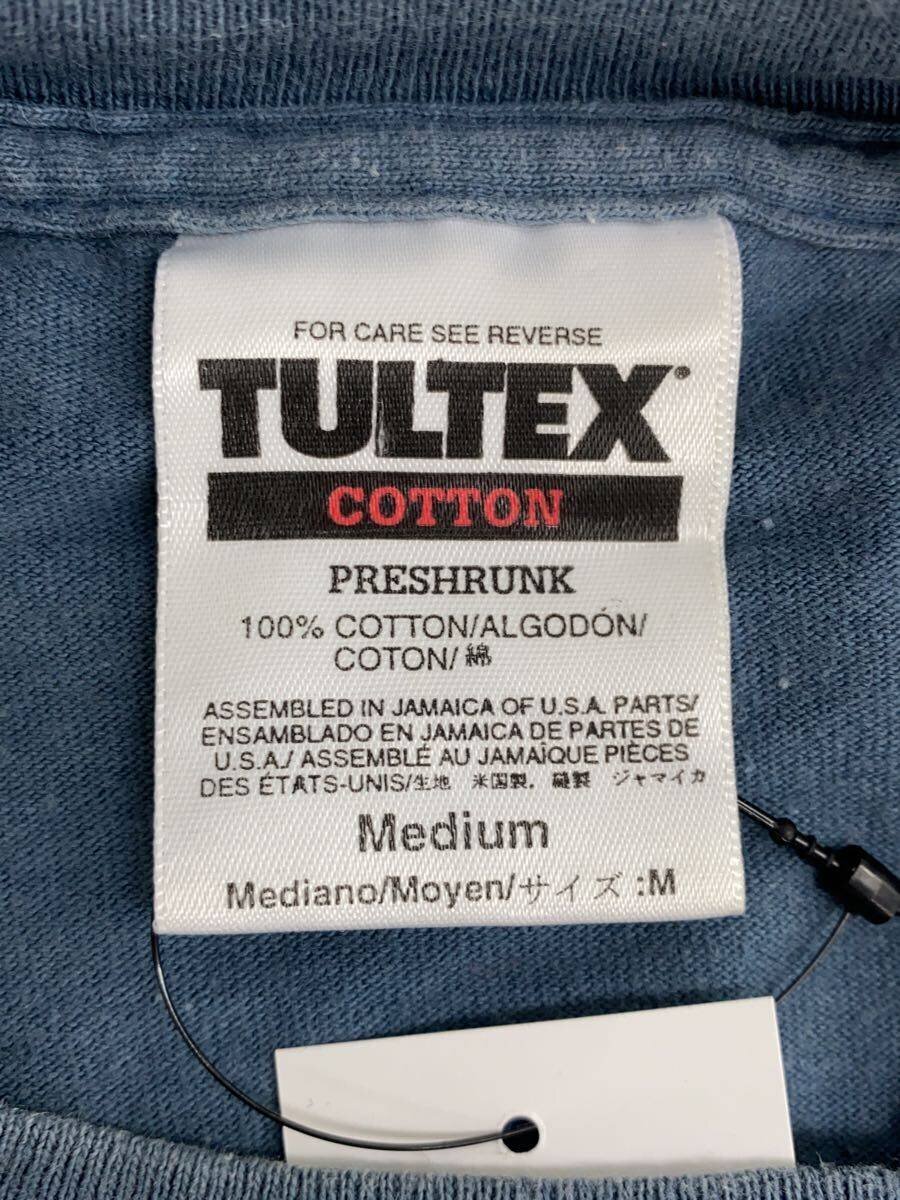 FOR CARE SEE REVERSE
TULTEX®
COTTON
PRESHRUNK
100% COTTON/ALGODÓN/
COTON/ 綿
ASSEMBLED IN JAMAICA OF U.S.A. PARTS/
ENSAMBLADO EN JAMAICA DE PARTES DE
U.S.A./ ASSEMBLÉ AU JAMAÏQUE PIÈCES
DES ÉTATS-UNIS/生地 米国製. 縫製 ジャマイカ
Medium
Mediano/Moyen/サイズ :M